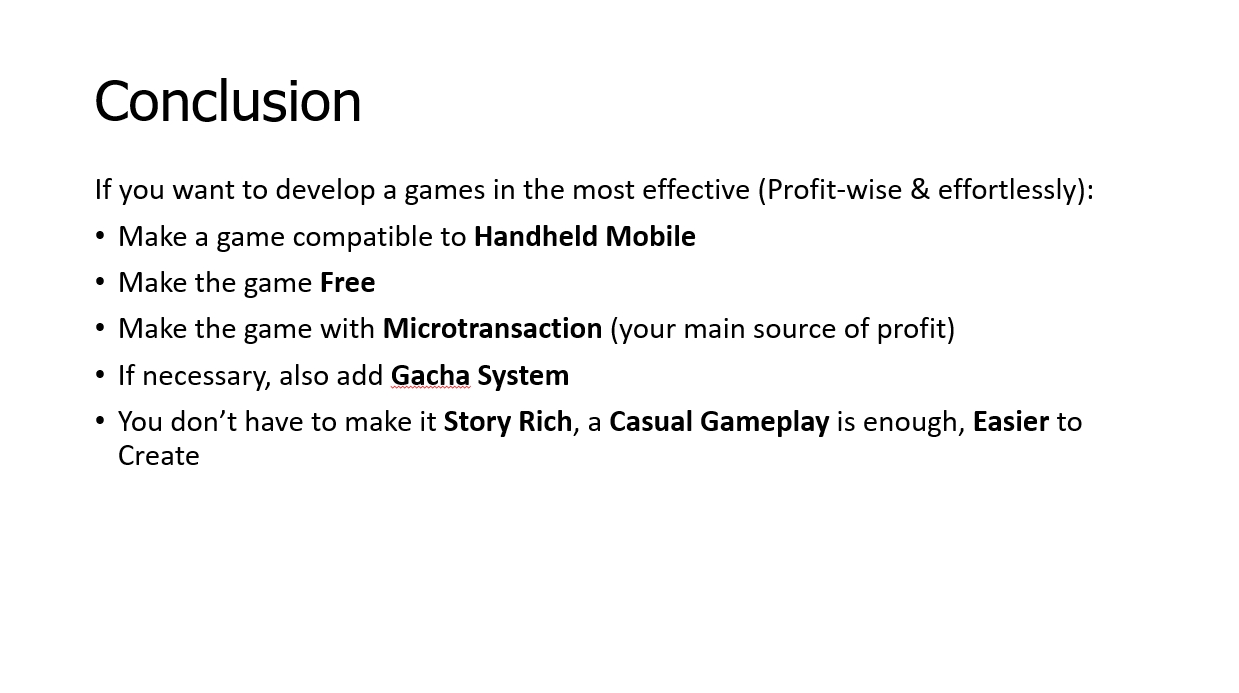 Conclusion
If you want to develop a games in the most effective (Profit-wise & effortlessly):
• Make a game compatible to Handheld Mobile
• Make the game Free
• Make the game with Microtransaction (your main source of profit)
• If necessary, also add Gacha System
• You don’t have to make it Story Rich, a Casual Gameplay is enough, Easier to
Create